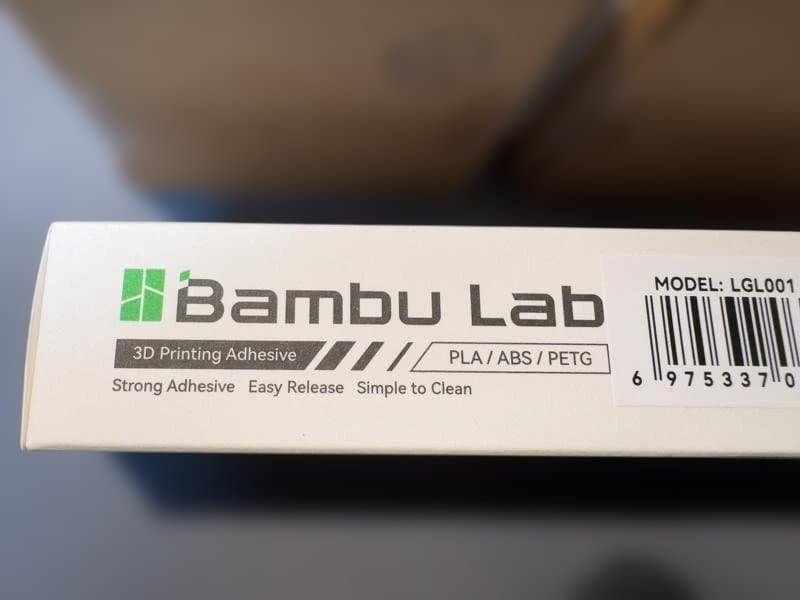 Bambu Lab
3D Printing Adhesive
PLA / ABS / PETG
Strong Adhesive Easy Release Simple to Clean
MODEL: LGL001
6 975337 0